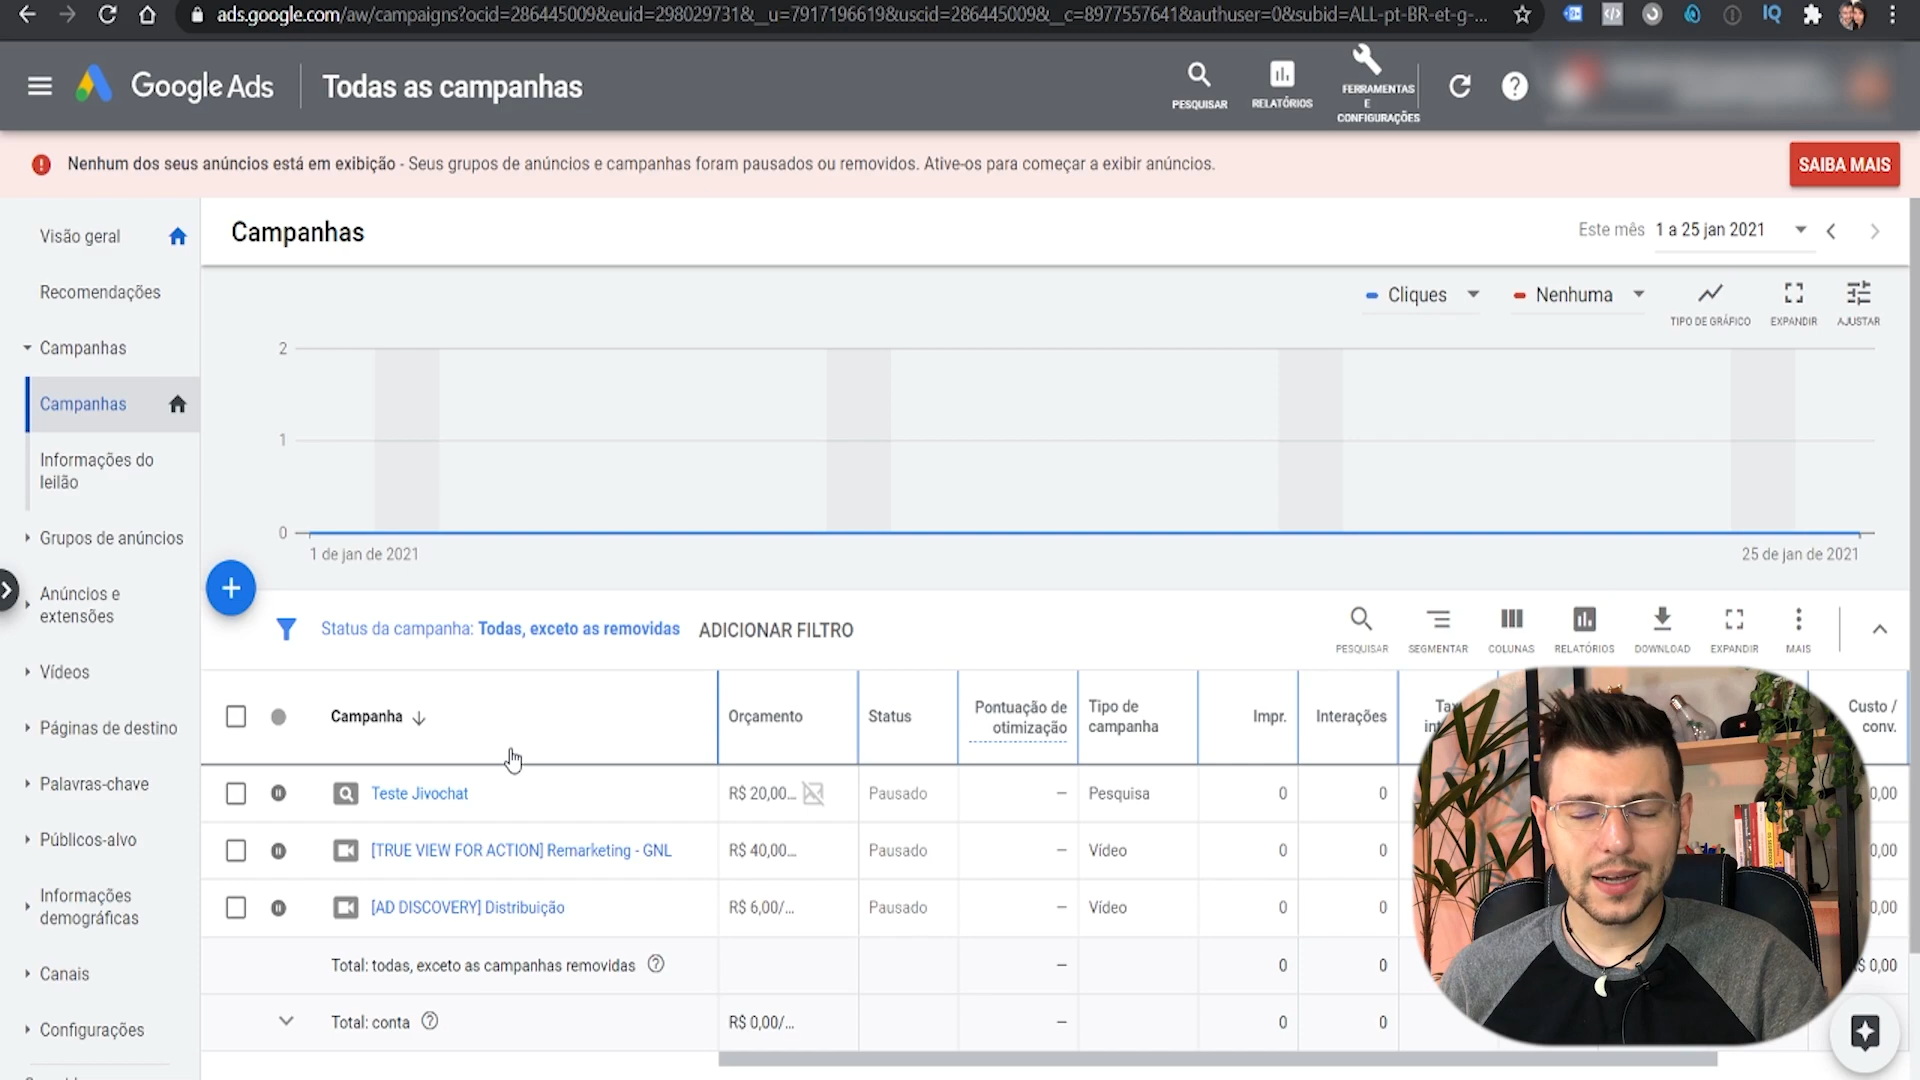 ads.google.com/aw/campaigns?ocid=286445009&euid=298029731&__u=7917196619&uscid=286445009&__c=8977557641&authuser=0&subid=ALL-pt-BR-et-g-...
Google Ads
Todas as campanhas
PESQUISAR
RELATÓRIOS
FERRAMENTAS
E
CONFIGURAÇÕES
Nenhum dos seus anúncios está em exibição - Seus grupos de anúncios e campanhas foram pausados ou removidos. Ative-os para começar a exibir anúncios.
SAIBA MAIS
Visão geral
Recomendações
Campanhas
Campanhas
Informações do
leilão
Grupos de anúncios
Anúncios e
extensões
Vídeos
Páginas de destino
Palavras-chave
Públicos-alvo
Informações
demográficas
Canais
Configurações
Campanhas
Este mês 1 a 25 jan 2021
Cliques
Nenhuma
TIPO DE GRÁFICO
EXPANDIR
AJUSTAR
2
1
0
1 de jan de 2021
25 de jan de 2021
Status da campanha: Todas, exceto as removidas
ADICIONAR FILTRO
PESQUISAR
SEGMENTAR
COLUNAS
RELATÓRIOS
DOWNLOAD
EXPANDIR
MAIS
Campanha
Orçamento
Status
Pontuação de
otimização
Tipo de
campanha
Impr.
Interações
Custo /
conv.
Teste Jivochat
R$ 20,00...
Pausado
—
Pesquisa
0
0
0,00
[TRUE VIEW FOR ACTION] Remarketing - GNL
R$ 40,00...
Pausado
—
Vídeo
0
0
0,00
[AD DISCOVERY] Distribuição
R$ 6,00/...
Pausado
—
Vídeo
0
0
0,00
Total: todas, exceto as campanhas removidas
—
0
0
$ 0,00
Total: conta
R$ 0,00/...
—
0
0